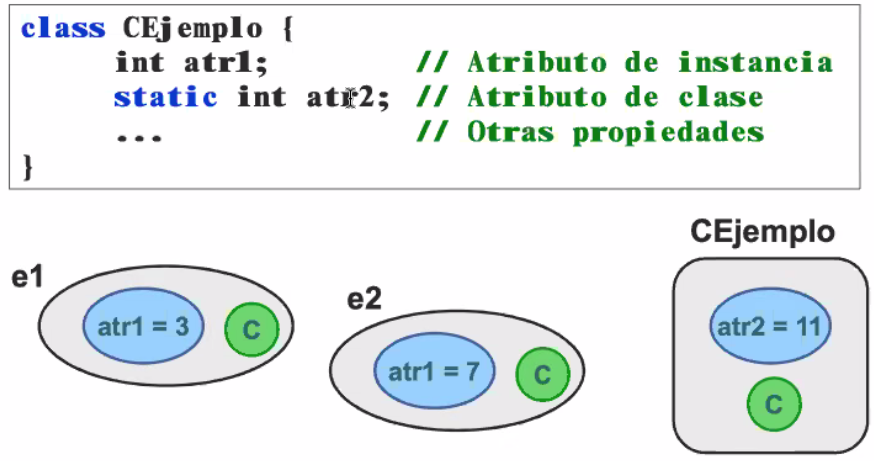 class CEjemplo {
int atr1; // Atributo de instancia
static int atr2; // Atributo de clase
... // Otras propiedades
}
CEjemplo
e1
e2
atr1 = 3
C
atr2 = 11
atr1 = 7
C
C